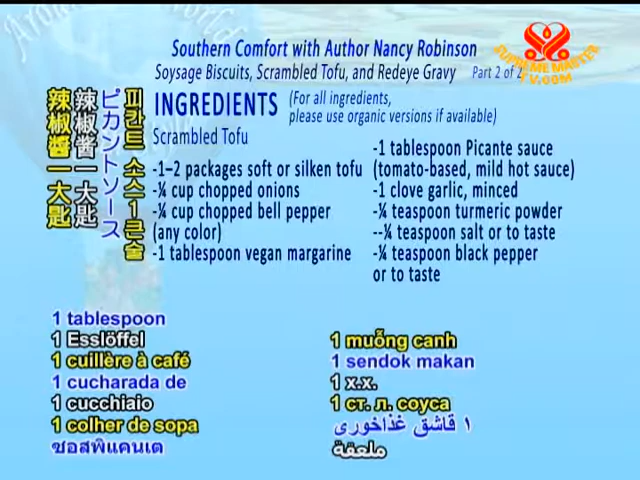 Around World
SUPREME MASTER
TV.COM
Southern Comfort with Author Nancy Robinson
Soysage Biscuits, Scrambled Tofu, and Redeye Gravy Part 2 of 2
INGREDIENTS (For all ingredients,
please use organic versions if available)
Scrambled Tofu
-1–2 packages soft or silken tofu
-¼ cup chopped onions
-¼ cup chopped bell pepper
(any color)
-1 tablespoon vegan margarine
-1 tablespoon Picante sauce
(tomato-based, mild hot sauce)
-1 clove garlic, minced
-¼ teaspoon turmeric powder
--¼ teaspoon salt or to taste
-¼ teaspoon black pepper
or to taste
辣椒醬一大匙
辣椒酱一大匙
ピカントソース
피칸트 소스 1 큰술
1 tablespoon
1 Esslöffel
1 cuillère à café
1 cucharada de
1 cucchiaio
1 colher de sopa
ซอสพิแคนเต
1 muỗng canh
1 sendok makan
1 х.х.
1 ст. л. соуса
۱ قاشق غذاخوری
ملعقة